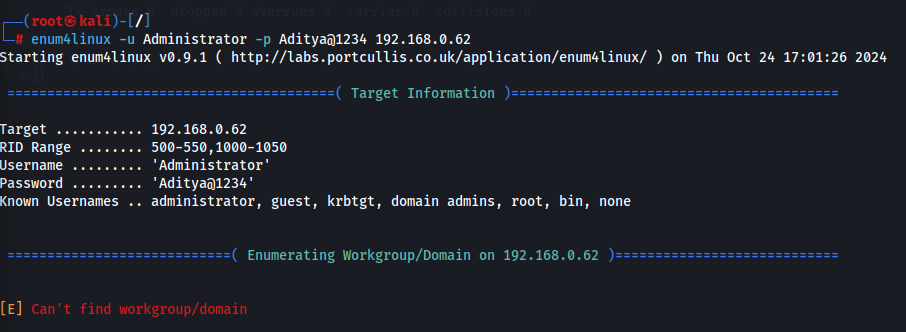 TX errors 0 dropped 0 overruns 0 carrier 0 collisions 0
(root㉿kali)-[/]
# enum4linux -u Administrator -p Aditya@1234 192.168.0.62
Starting enum4linux v0.9.1 ( http://labs.portcullis.co.uk/application/enum4linux/ ) on Thu Oct 24 17:01:26 2024
=========================================( Target Information )=========================================
Target ........... 192.168.0.62
RID Range ........ 500-550,1000-1050
Username ......... 'Administrator'
Password ......... 'Aditya@1234'
Known Usernames .. administrator, guest, krbtgt, domain admins, root, bin, none
============================( Enumerating Workgroup/Domain on 192.168.0.62 )============================
[E] Can't find workgroup/domain